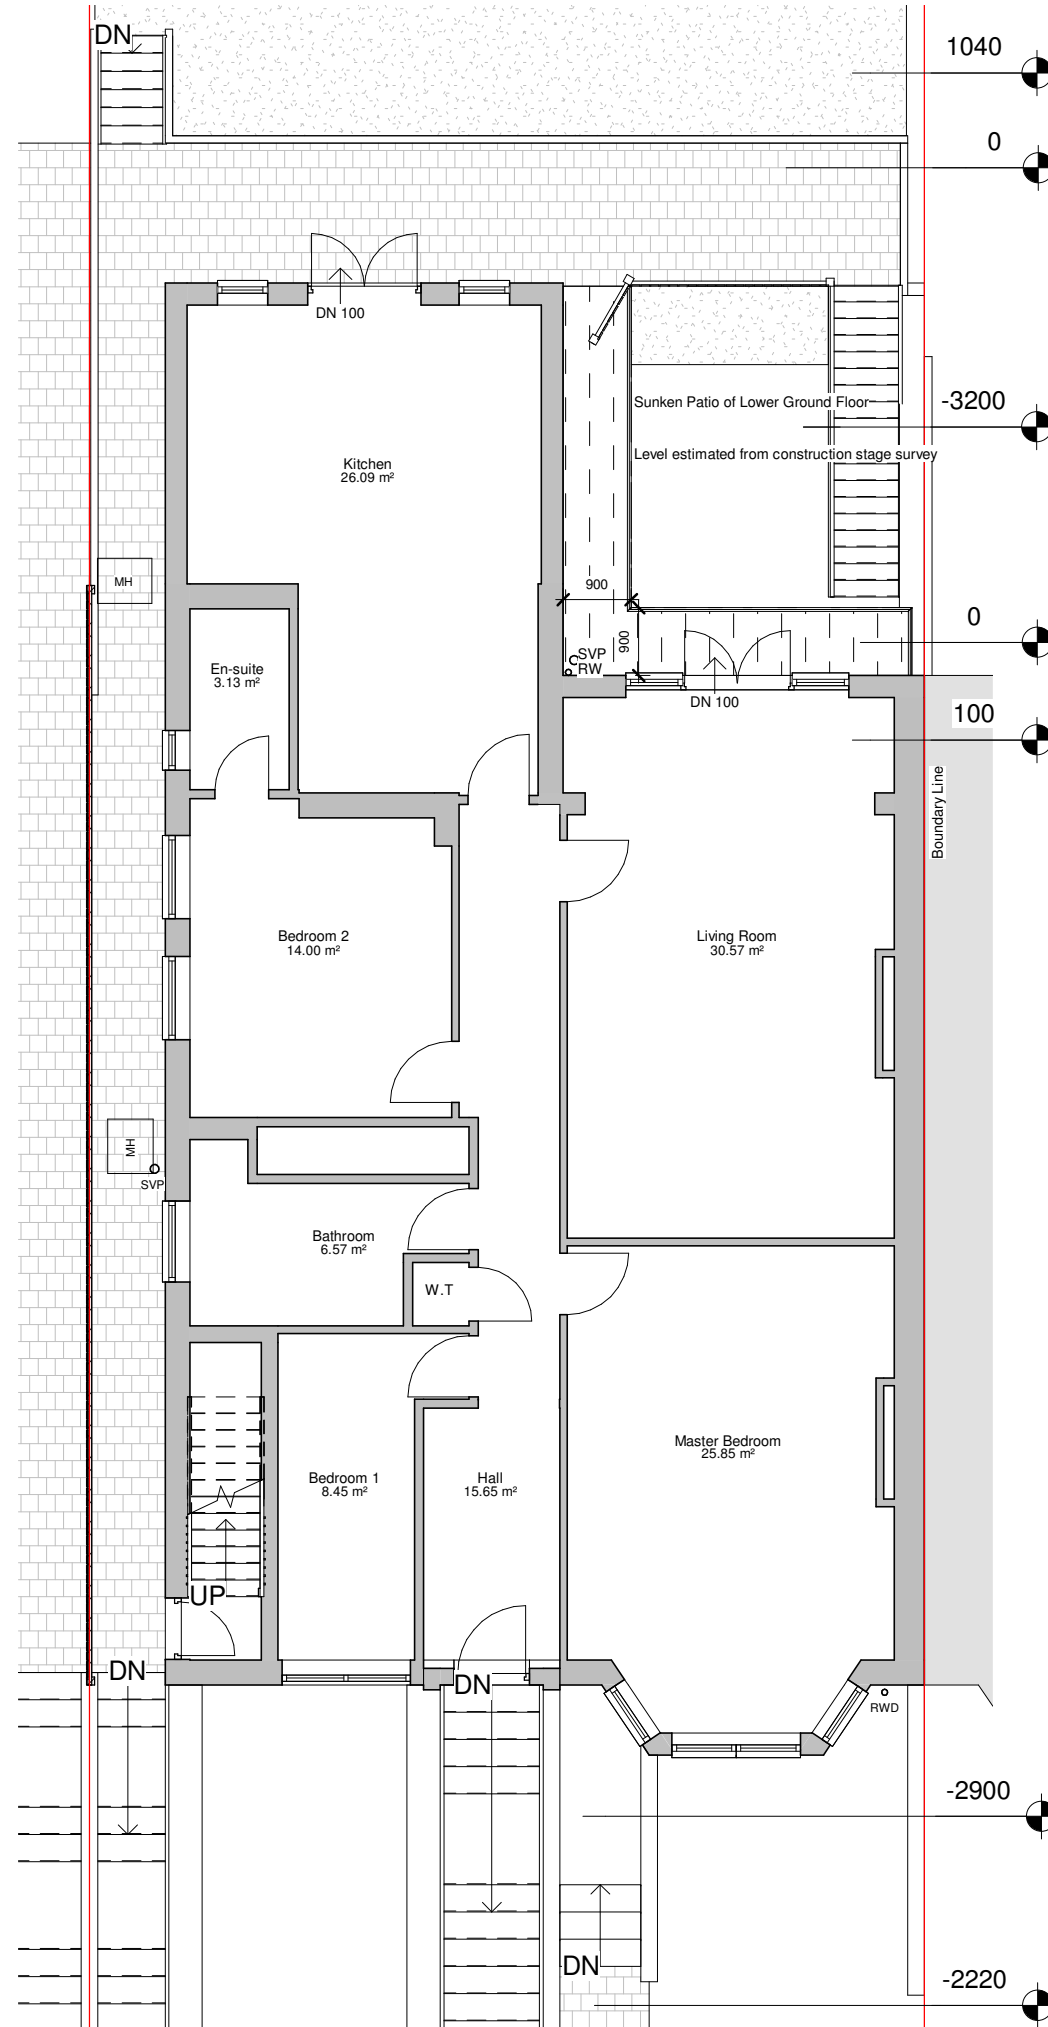 DN
1040
0
DN 100
Sunken Patio of Lower Ground Floor
-3200
Level estimated from construction stage survey
Kitchen
26.09 m²
MH
900
900
0
SVP
RW
En-suite
3.13 m²
DN 100
100
Boundary Line
Bedroom 2
14.00 m²
Living Room
30.57 m²
MH
SVP
Bathroom
6.57 m²
W.T
Master Bedroom
25.85 m²
Bedroom 1
8.45 m²
Hall
15.65 m²
UP
DN
DN
RWD
-2900
DN
-2220